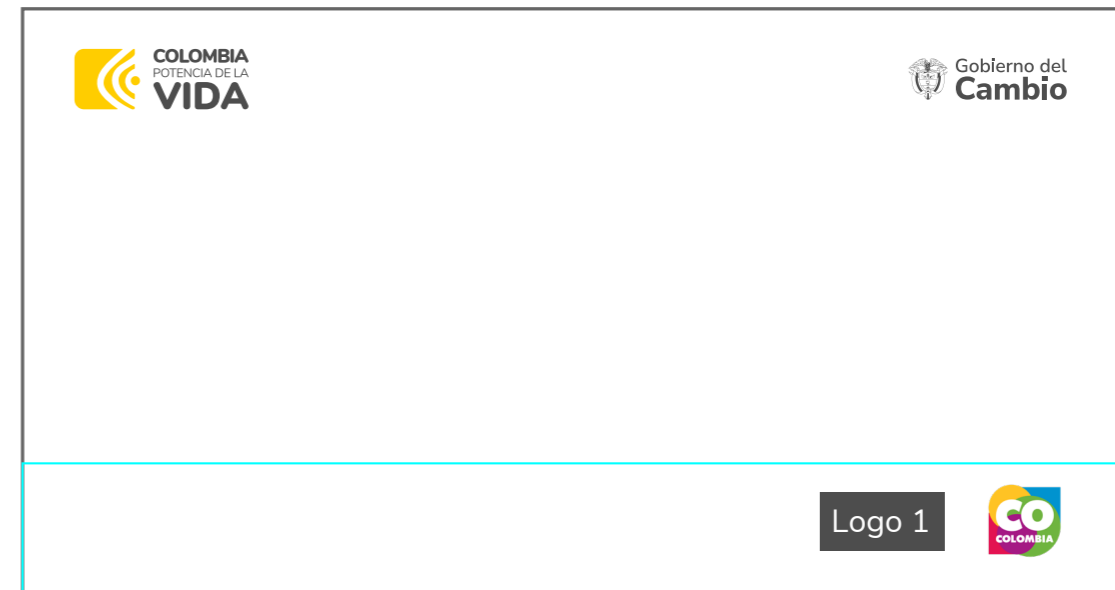 COLOMBIA
POTENCIA DE LA
VIDA
Gobierno del
Cambio
Logo 1
CO
COLOMBIA